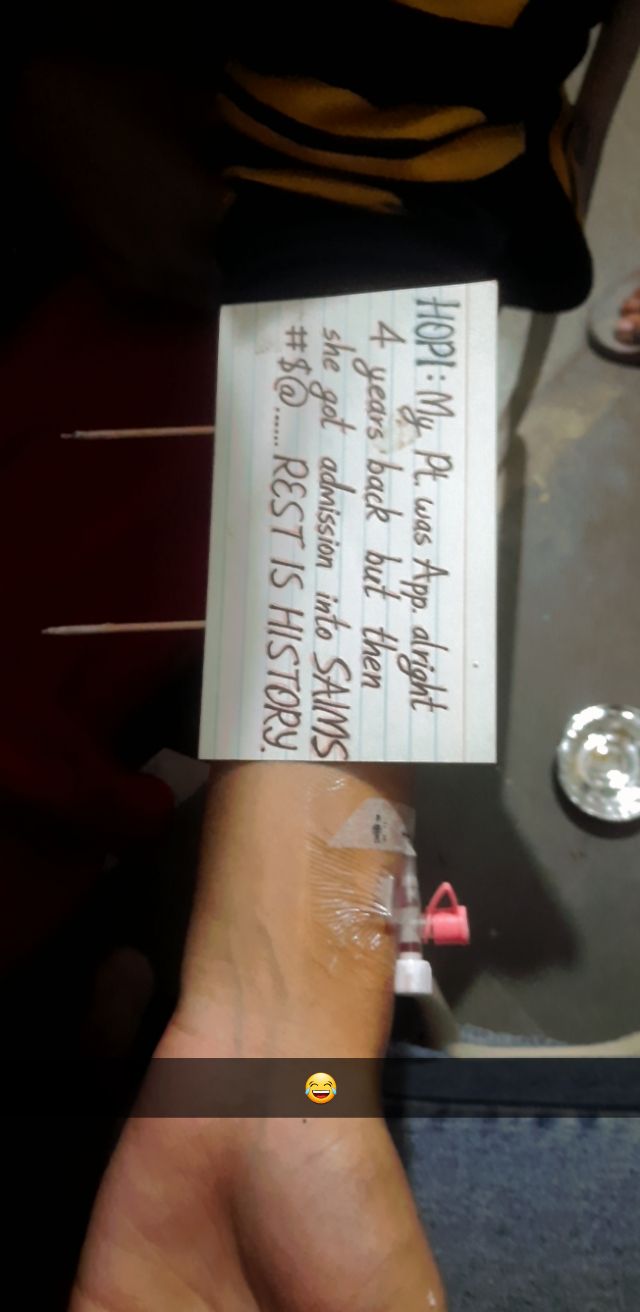 HOPI: My Pt. was App. alright
4 years back but, then
she got admission into SAIMS
#$@...... REST IS HISTORY.
😂